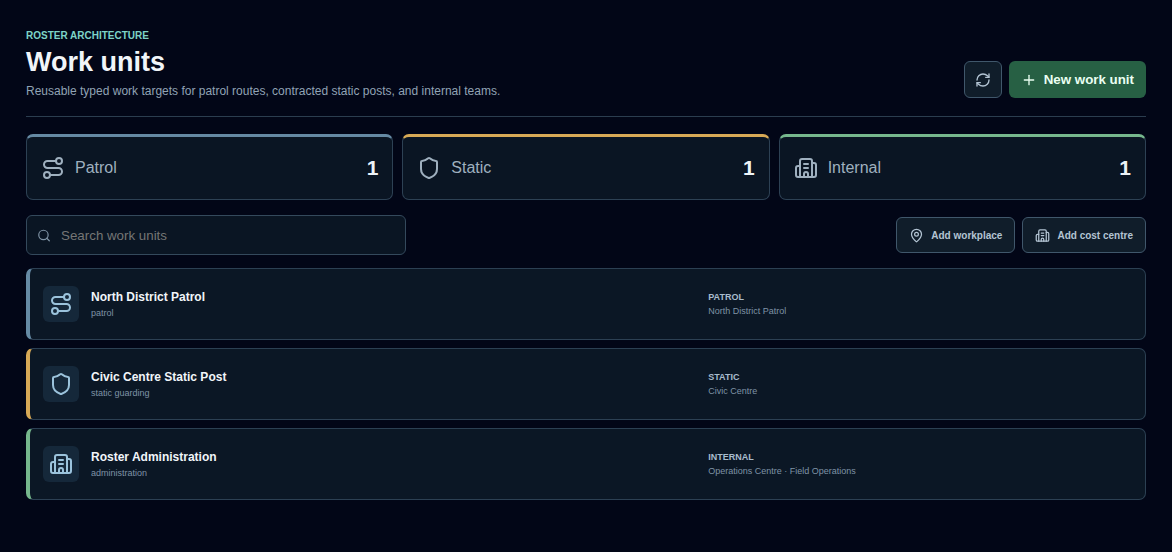 ROSTER ARCHITECTURE
Work units
Reusable typed work targets for patrol routes, contracted static posts, and internal teams.
New work unit
Patrol 1
Static 1
Internal 1
Search work units
Add workplace
Add cost centre
North District Patrol
patrol
PATROL
North District Patrol
Civic Centre Static Post
static guarding
STATIC
Civic Centre
Roster Administration
administration
INTERNAL
Operations Centre · Field Operations